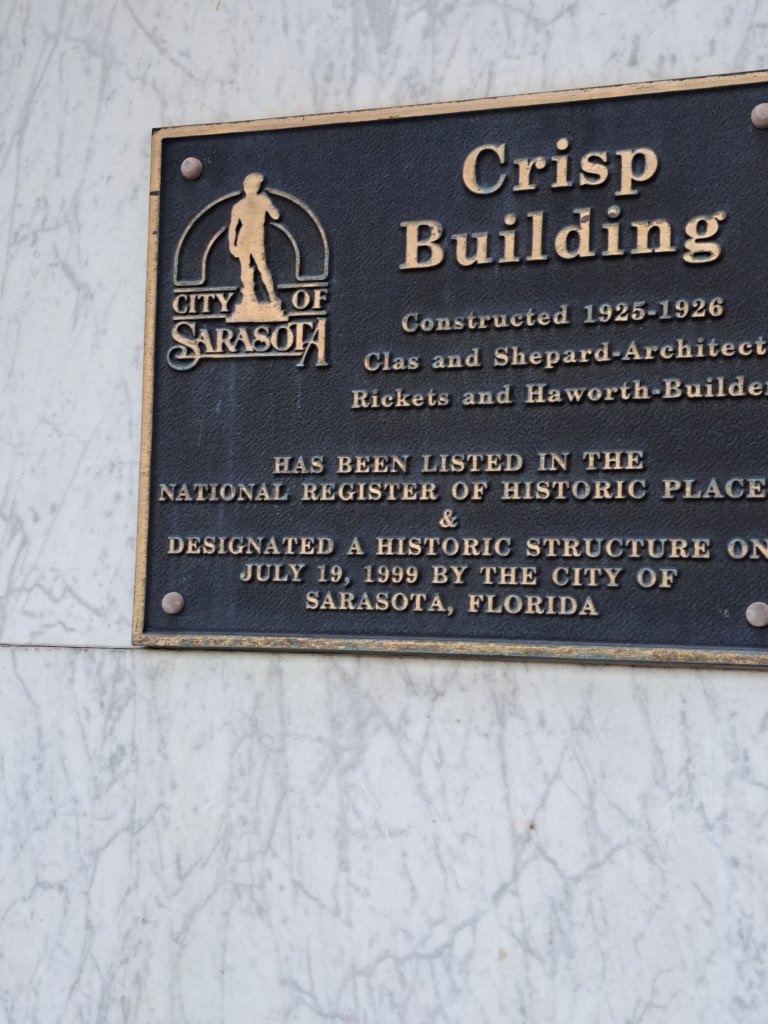 CITY OF
SARASOTA
Crisp
Building
Constructed 1925-1926
Clas and Shepard-Architect
Rickets and Haworth-Builder
HAS BEEN LISTED IN THE
NATIONAL REGISTER OF HISTORIC PLACE
&
DESIGNATED A HISTORIC STRUCTURE ON
JULY 19, 1999 BY THE CITY OF
SARASOTA, FLORIDA